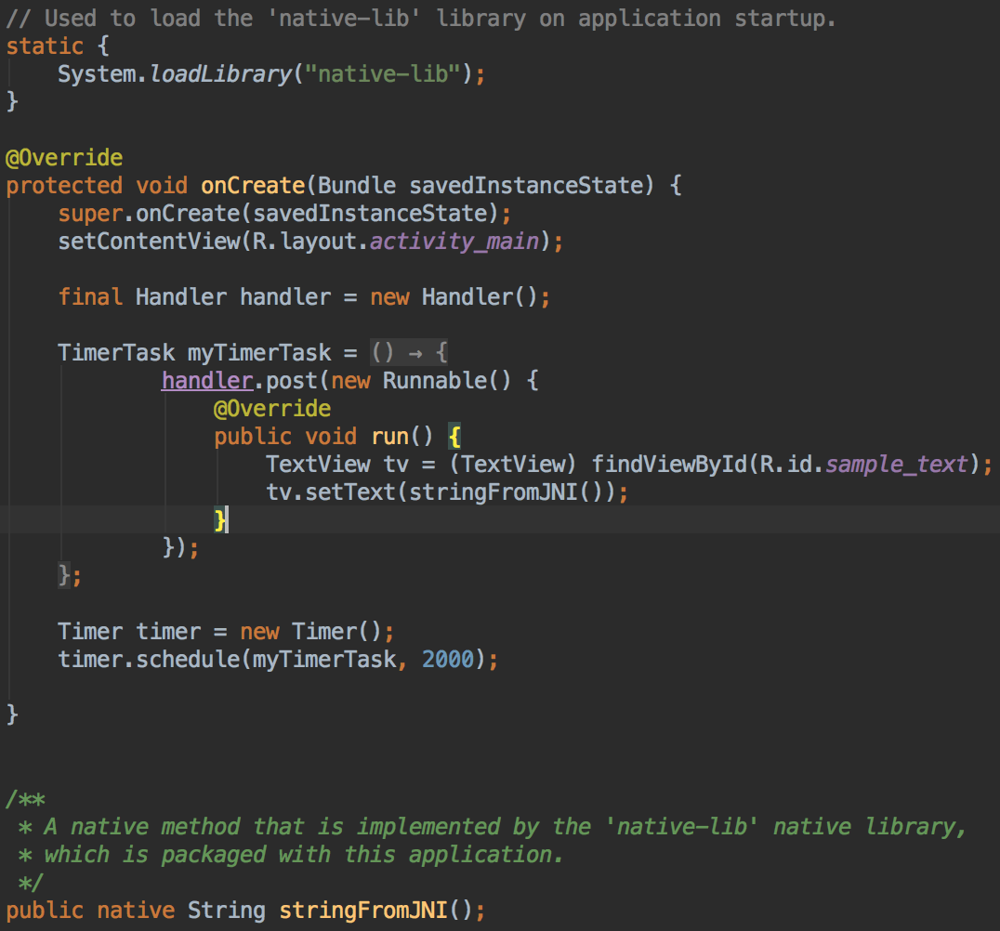 // Used to load the 'native-lib' library on application startup.
static {
    System.loadLibrary("native-lib");
}

@Override
protected void onCreate(Bundle savedInstanceState) {
    super.onCreate(savedInstanceState);
    setContentView(R.layout.activity_main);

    final Handler handler = new Handler();

    TimerTask myTimerTask = () → {
            handler.post(new Runnable() {
                @Override
                public void run() {
                    TextView tv = (TextView) findViewById(R.id.sample_text);
                    tv.setText(stringFromJNI());
                }
            });
    };

    Timer timer = new Timer();
    timer.schedule(myTimerTask, 2000);

}

/**
 * A native method that is implemented by the 'native-lib' native library,
 * which is packaged with this application.
 */
public native String stringFromJNI();